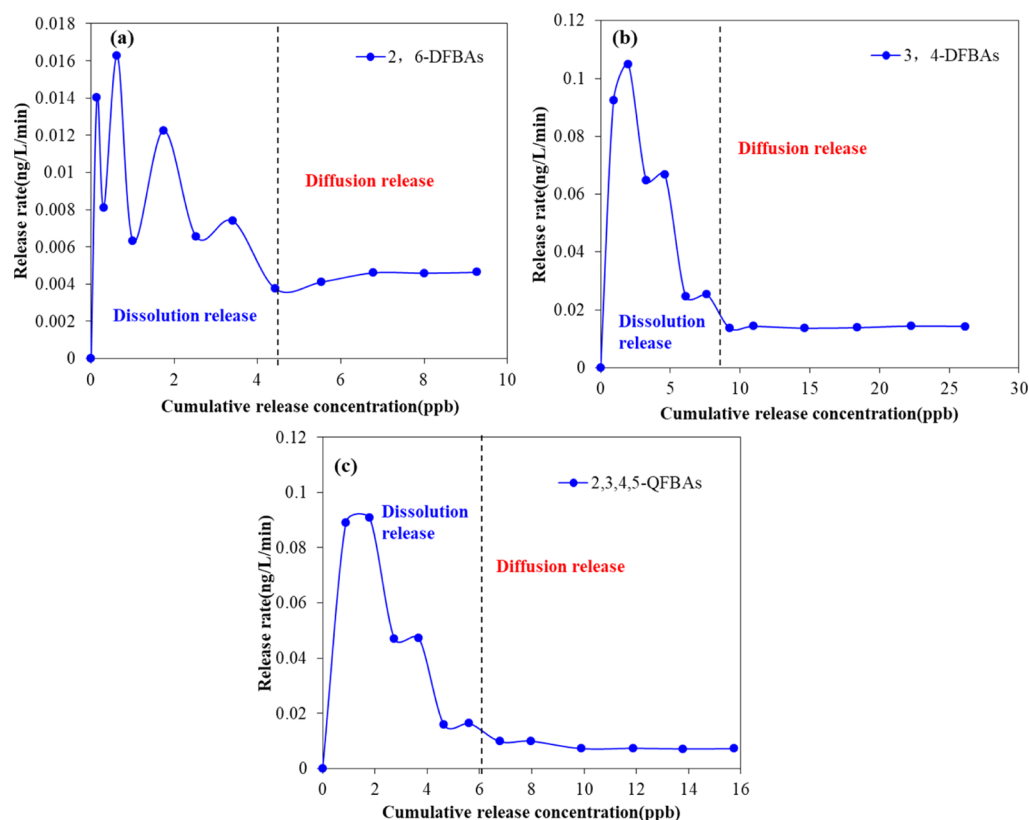 (a)
2，6-DFBAs
Release rate(ng/L/min)
0.018
0.016
0.014
0.012
0.01
0.008
0.006
0.004
0.002
0
Diffusion release
Dissolution release
0 2 4 6 8 10
Cumulative release concentration(ppb)
(b)
3，4-DFBAs
Release rate(ng/L/min)
0.12
0.1
0.08
0.06
0.04
0.02
0
Diffusion release
Dissolution
release
0 5 10 15 20 25 30
Cumulative release concentration(ppb)
(c)
2,3,4,5-QFBAs
Release rate(ng/L/min)
0.12
0.1
0.08
0.06
0.04
0.02
0
Dissolution
release
Diffusion release
0 2 4 6 8 10 12 14 16
Cumulative release concentration(ppb)